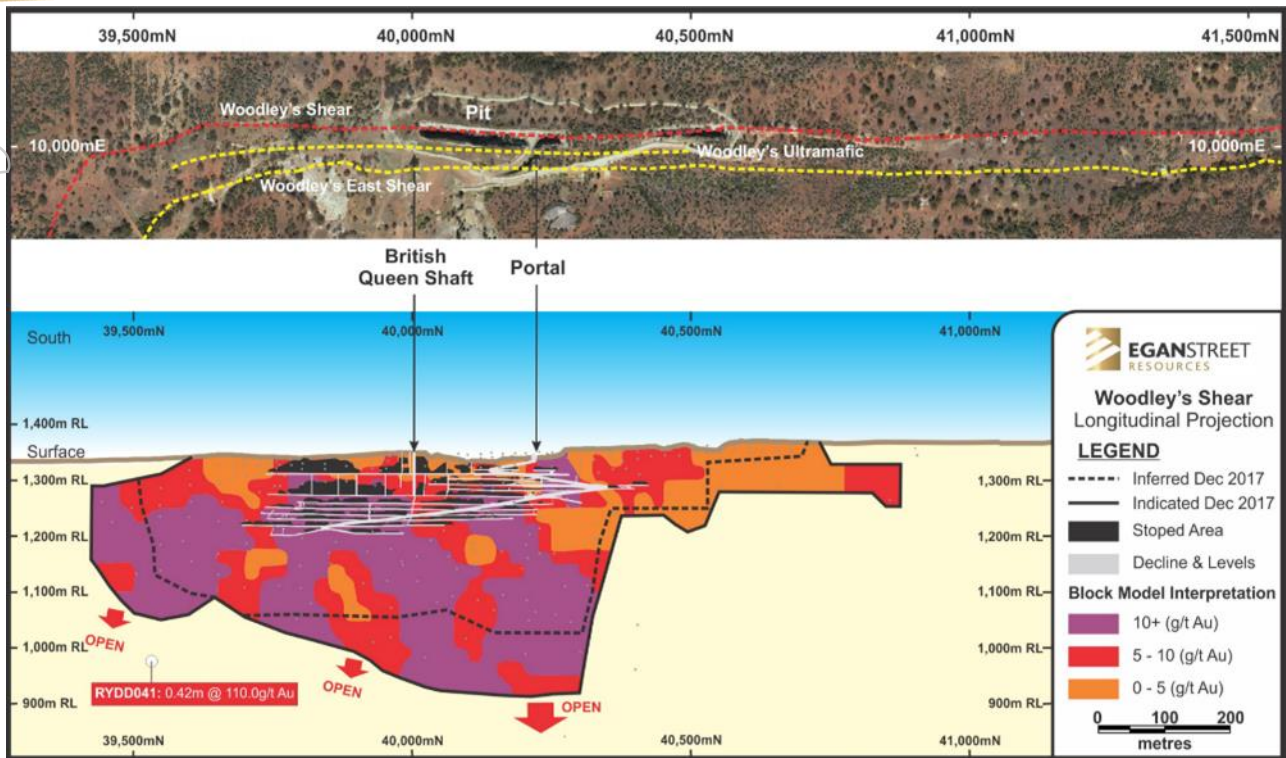 39,500mN 40,000mN 40,500mN 41,000mN 41,500mN
Woodley's Shear
Pit
10,000mE
Woodley's Ultramafic
10,000mE
Woodley's East Shear
British
Queen Shaft
Portal
39,500mN 40,000mN 40,500mN 41,000mN
South
1,400m RL
Surface
1,300m RL
1,200m RL
1,100m RL
1,000m RL
900m RL
1,300m RL
1,200m RL
1,100m RL
1,000m RL
900m RL
OPEN
OPEN
OPEN
RYDD041: 0.42m @ 110.0g/t Au
39,500mN 40,000mN 40,500mN 41,000mN
EGANSTREET
RESOURCES
Woodley's Shear
Longitudinal Projection
LEGEND
Inferred Dec 2017
Indicated Dec 2017
Stoped Area
Decline & Levels
Block Model Interpretation
10+ (g/t Au)
5 - 10 (g/t Au)
0 - 5 (g/t Au)
0 100 200
metres